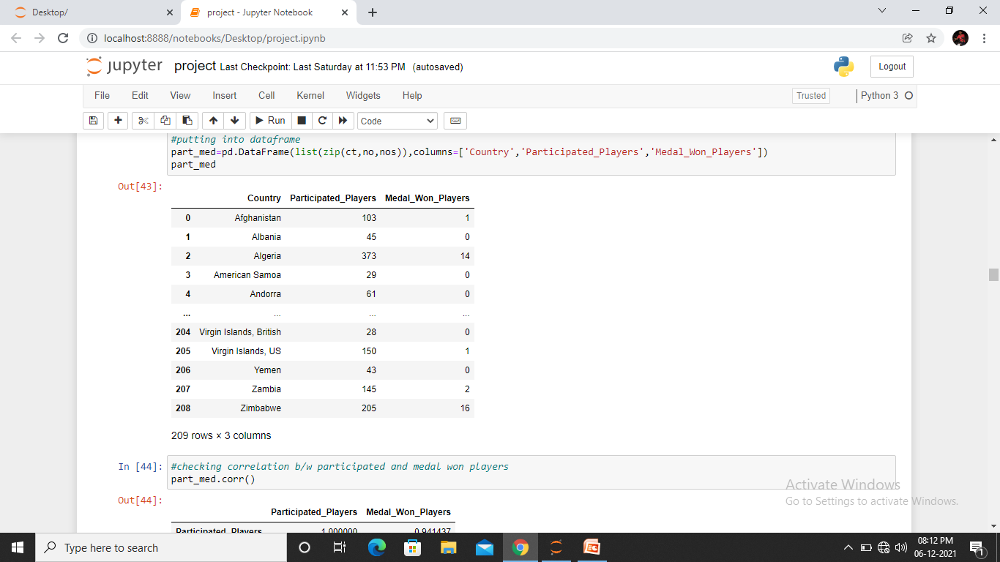 Desktop/
project - Jupyter Notebook
localhost:8888/notebooks/Desktop/project.ipynb
jupyter project Last Checkpoint: Last Saturday at 11:53 PM (autosaved)
Logout
File Edit View Insert Cell Kernel Widgets Help
Trusted
Python 3
Run
Code
#putting into dataframe
part_med=pd.DataFrame(list(zip(ct,no,nos)),columns=['Country','Participated_Players','Medal_Won_Players'])
part_med
Out[43]:
Country Participated_Players Medal_Won_Players
0 Afghanistan 103 1
1 Albania 45 0
2 Algeria 373 14
3 American Samoa 29 0
4 Andorra 61 0
... ... ... ...
204 Virgin Islands, British 28 0
205 Virgin Islands, US 150 1
206 Yemen 43 0
207 Zambia 145 2
208 Zimbabwe 205 16
209 rows × 3 columns
In [44]: #checking correlation b/w participated and medal won players
part_med.corr()
Out[44]:
Participated_Players Medal_Won_Players
Participated_Players 1.000000 0.941437
Activate Windows
Go to Settings to activate Windows.
Type here to search
08:12 PM
06-12-2021
1